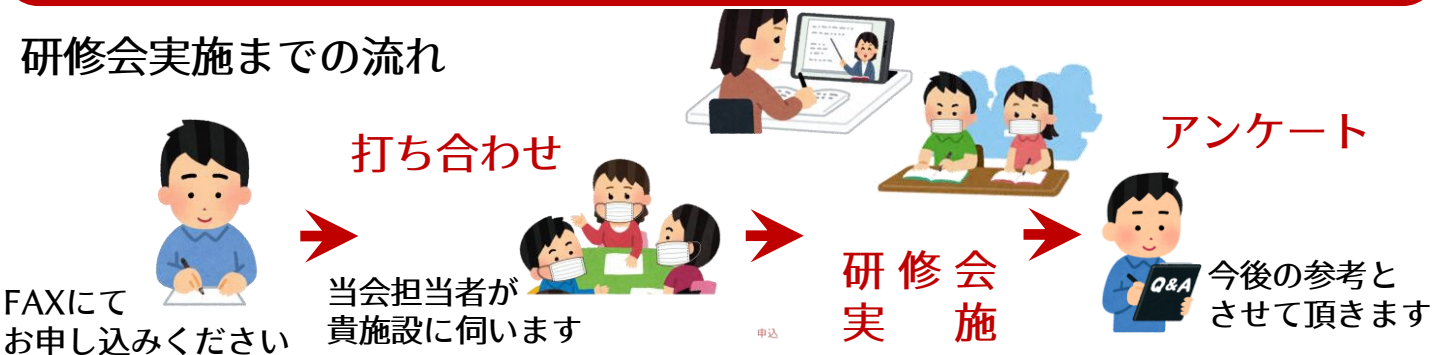 研修会実施までの流れ
FAXにて
お申し込みください
打ち合わせ
当会担当者が
貴施設に伺います
申込
研修会
実　施
アンケート
Q&A
今後の参考と
させて頂きます